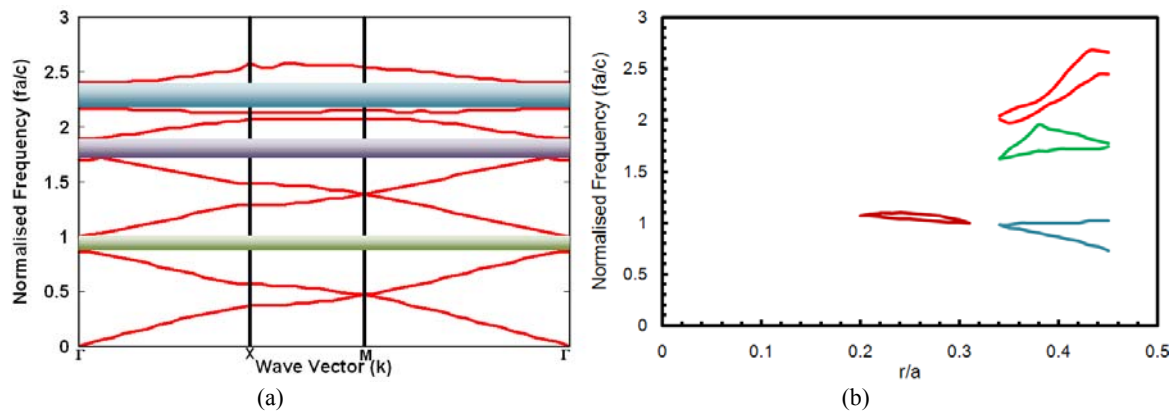 3
2.5
2
1.5
1
0.5
0
Normalised Frequency (fa/c)
Γ
X
M
Γ
Wave Vector (k)
(a)
3
2.5
2
1.5
1
0.5
0
Normalised Frequency (fa/c)
0
0.1
0.2
0.3
0.4
0.5
r/a
(b)